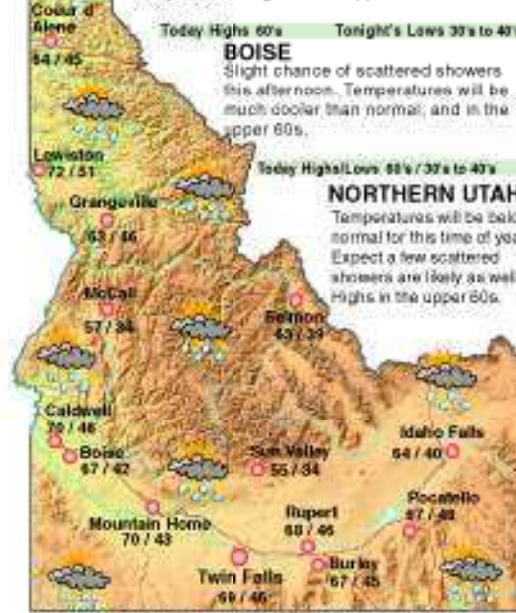 Coeur d'
Alene
64 / 45
Today Highs 60's Tonight's Lows 30's to 40's
BOISE
Slight chance of scattered showers
this afternoon. Temperatures will be
much cooler than normal; and in the
upper 60s.
Lewiston
72 / 51
Today Highs/Lows 60's / 30's to 40's
NORTHERN UTAH
Temperatures will be belo
normal for this time of yea
Expect a few scattered
showers are likely as well
Highs in the upper 60s.
Grangeville
63 / 46
McCall
57 / 34
Salmon
63 / 39
Caldwell
70 / 46
Boise
67 / 42
Sun Valley
55 / 34
Idaho Falls
64 / 40
Mountain Home
70 / 43
Rupert
68 / 46
Pocatello
Burley
67 / 45
Twin Falls
69 / 46